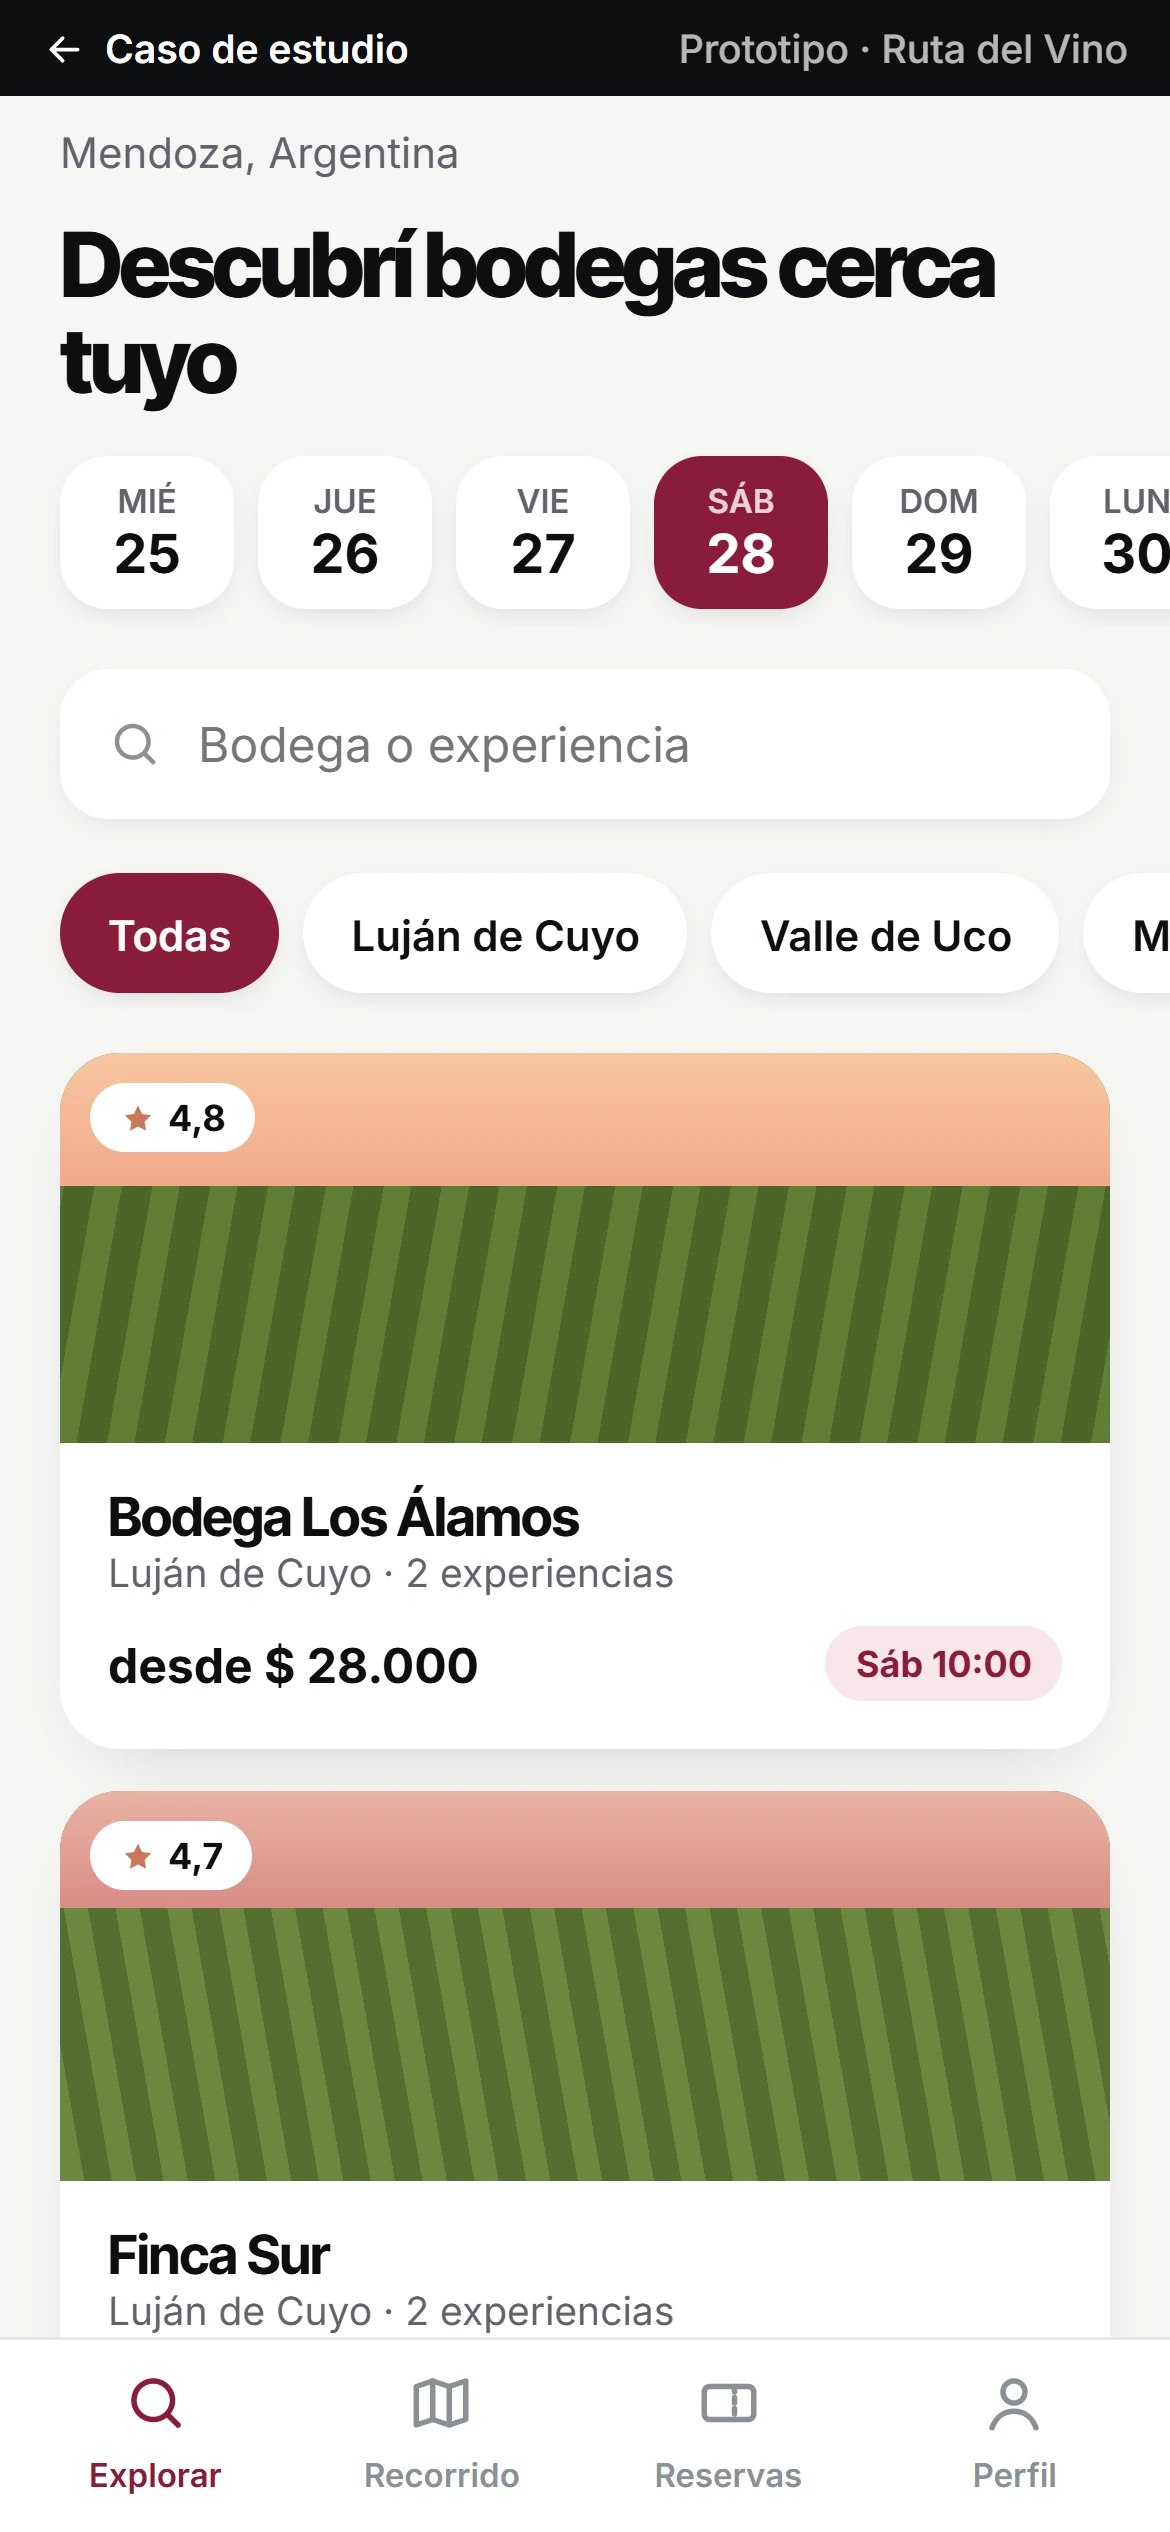 Caso de estudio
Prototipo · Ruta del Vino
Mendoza, Argentina
Descubrí bodegas cerca
tuyo
MIÉ JUE VIE SÁB DOM LUN
25 26 27 28 29 30
Bodega o experiencia
Todas Luján de Cuyo Valle de Uco M
4,8
Bodega Los Álamos
Luján de Cuyo · 2 experiencias
desde $ 28.000
Sáb 10:00
4,7
Finca Sur
Luján de Cuyo · 2 experiencias
Explorar Recorrido Reservas Perfil